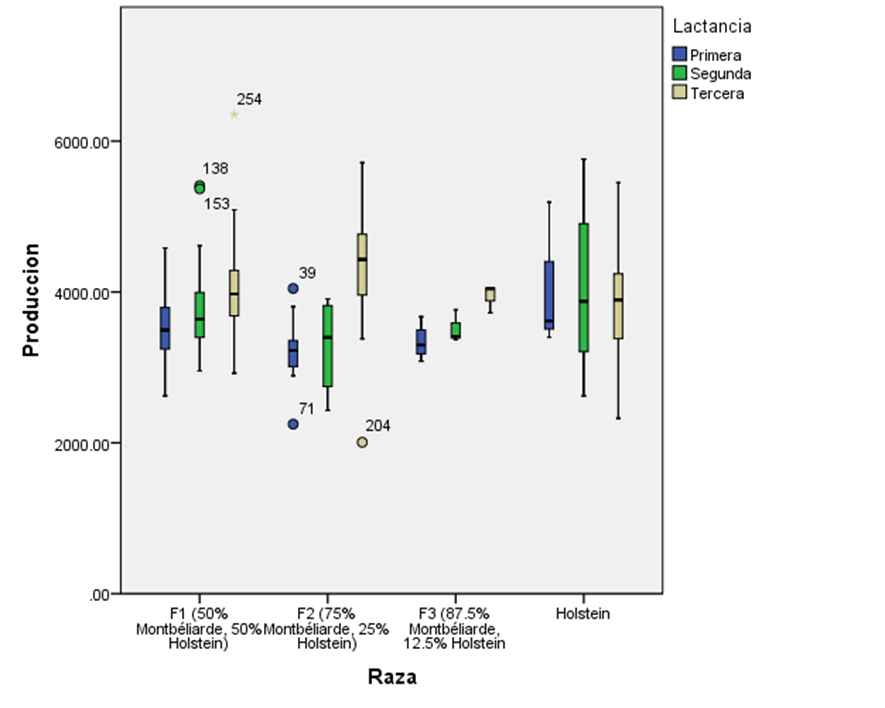 Lactancia
Primera
Segunda
Tercera
Produccion
6000.00
4000.00
2000.00
.00
254
138
153
39
71
204
F1 (50%
Montbéliarde, 50%
Holstein)
F2 (75%
Montbéliarde, 25%
Holstein)
F3 (87.5%
Montbéliarde,
12.5% Holstein
Holstein
Raza